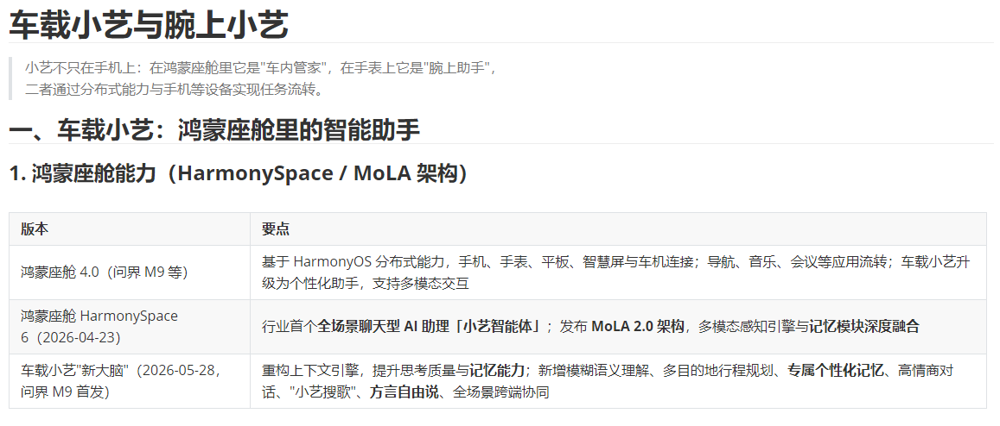 车载小艺与腕上小艺
小艺不只在手机上：在鸿蒙座舱里它是"车内管家"，在手表上它是"腕上助手"，
二者通过分布式能力与手机等设备实现任务流转。
一、车载小艺：鸿蒙座舱里的智能助手
1. 鸿蒙座舱能力（HarmonySpace / MoLA 架构）
版本
要点
鸿蒙座舱 4.0（问界 M9 等）
基于 HarmonyOS 分布式能力，手机、手表、平板、智慧屏与车机连接；导航、音乐、会议等应用流转；车载小艺升
级为个性化助手，支持多模态交互
鸿蒙座舱 HarmonySpace
6（2026-04-23）
行业首个全场景聊天型 AI 助理「小艺智能体」；发布 MoLA 2.0 架构，多模态感知引擎与记忆模块深度融合
车载小艺"新大脑"（2026-05-28，
问界 M9 首发）
重构上下文引擎，提升思考质量与记忆能力；新增模糊语义理解、多目的地行程规划、专属个性化记忆、高情商对
话、"小艺搜歌"、方言自由说、全场景跨端协同